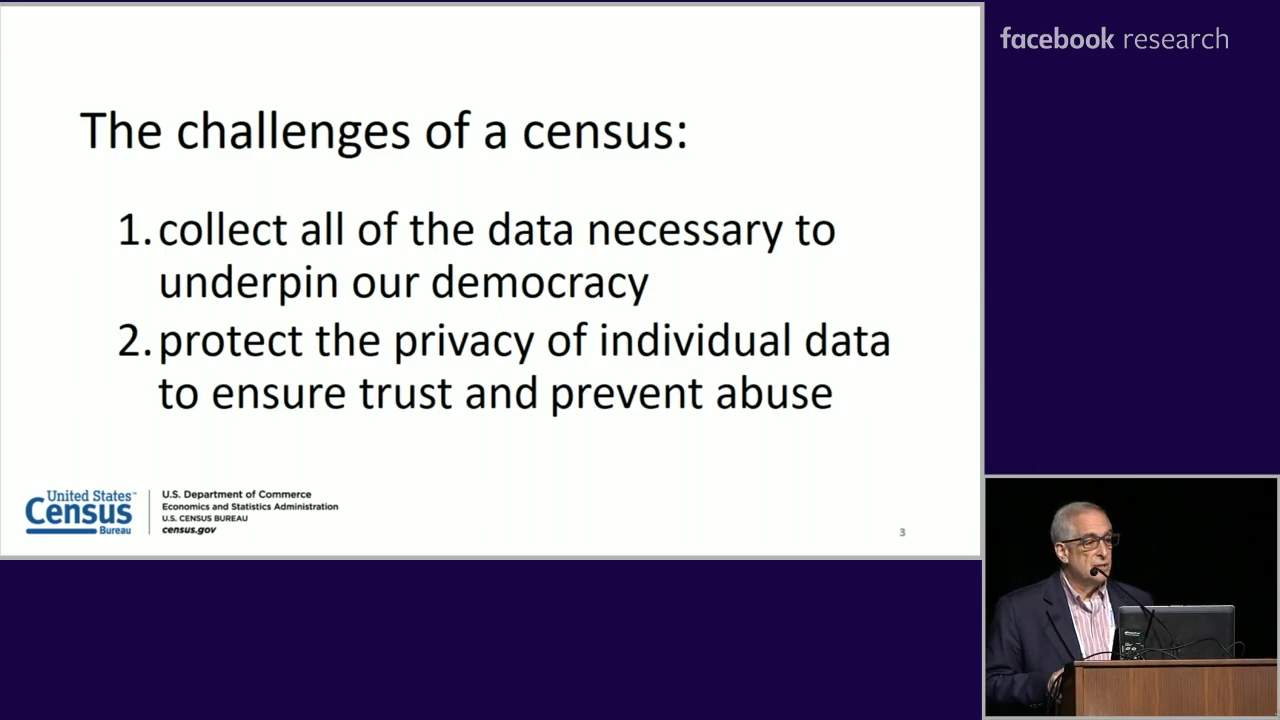 facebook research
The challenges of a census:
1. collect all of the data necessary to
underpin our democracy
2. protect the privacy of individual data
to ensure trust and prevent abuse
United States™
Census
Bureau
U.S. Department of Commerce
Economics and Statistics Administration
U.S. CENSUS BUREAU
census.gov
3